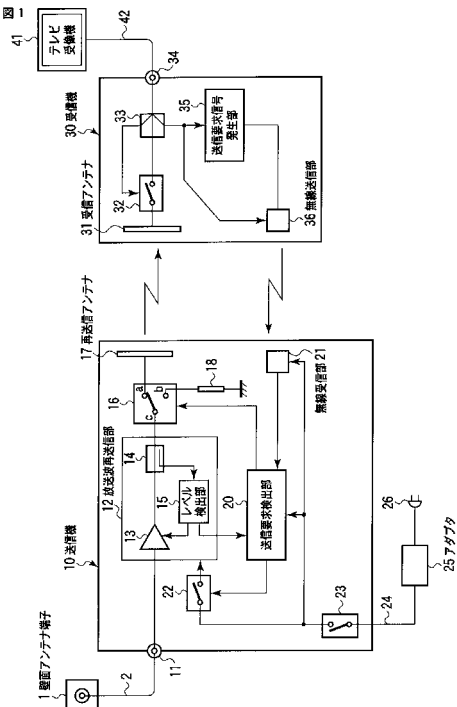 図1
1 壁面アンテナ端子
2
11
10 送信機
12 放送波再送信部
13
14
15
レベル
検出部
16
a
b
c
17 再送信アンテナ
18
20
送信要求検出部
無線受信部 21
22
23
24
25 アダプタ
26
30 受信機
31 受信アンテナ
32
33
34
35
送信要求信号
発生部
36 無線送信部
41
テレビ
受像機
42